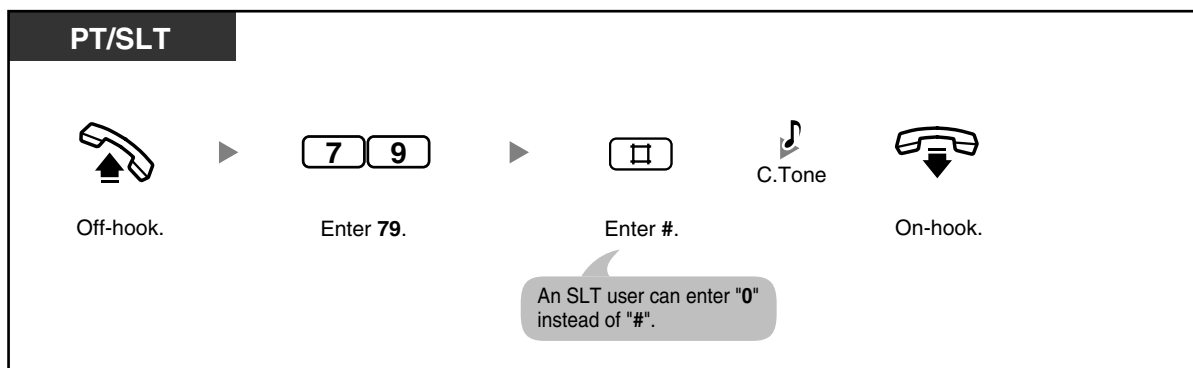 PT/SLT
7 9
#
C.Tone
Off-hook.
Enter 79.
Enter #.
On-hook.
An SLT user can enter "0"
instead of "#".